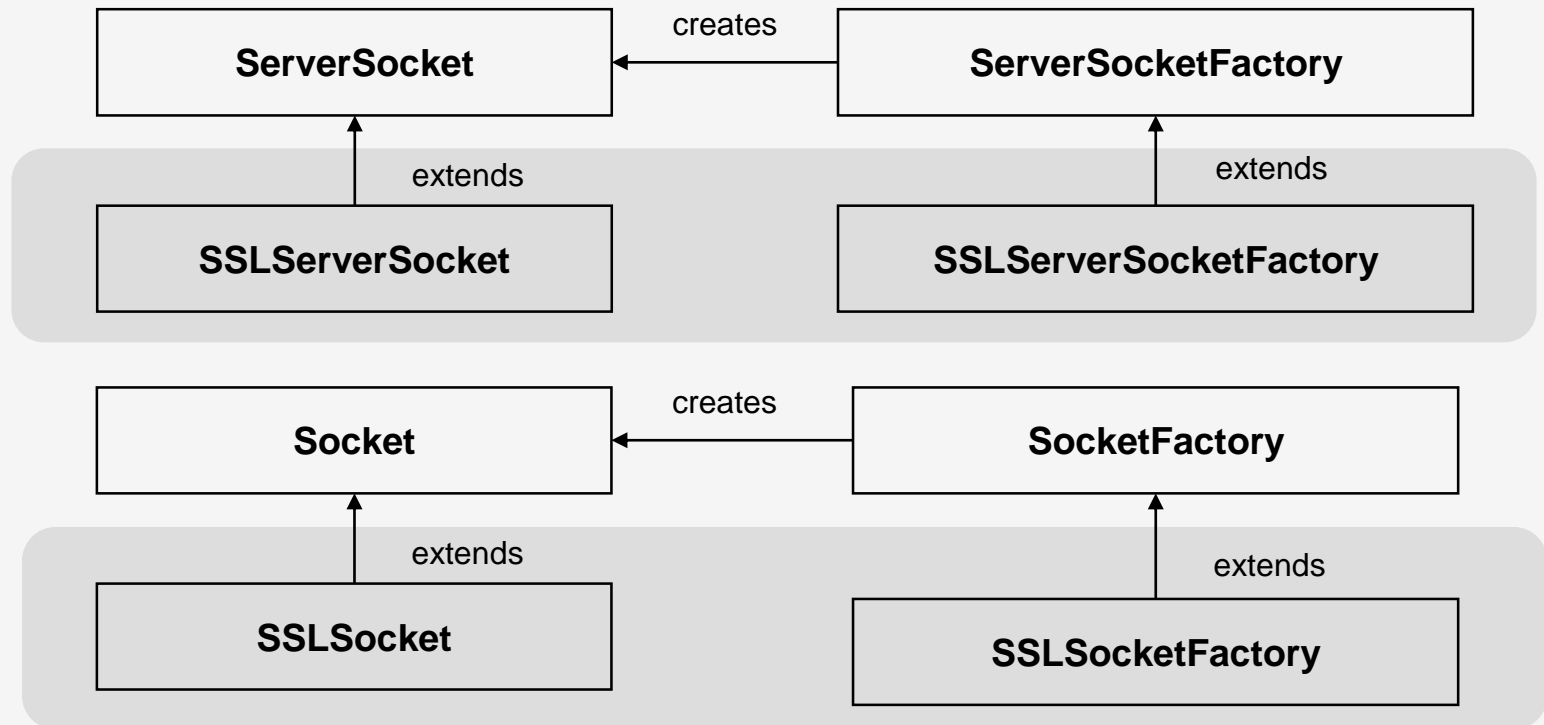 creates
ServerSocket
ServerSocketFactory
extends
extends
SSLServerSocket
SSLServerSocketFactory
creates
Socket
SocketFactory
extends
extends
SSLSocket
SSLSocketFactory